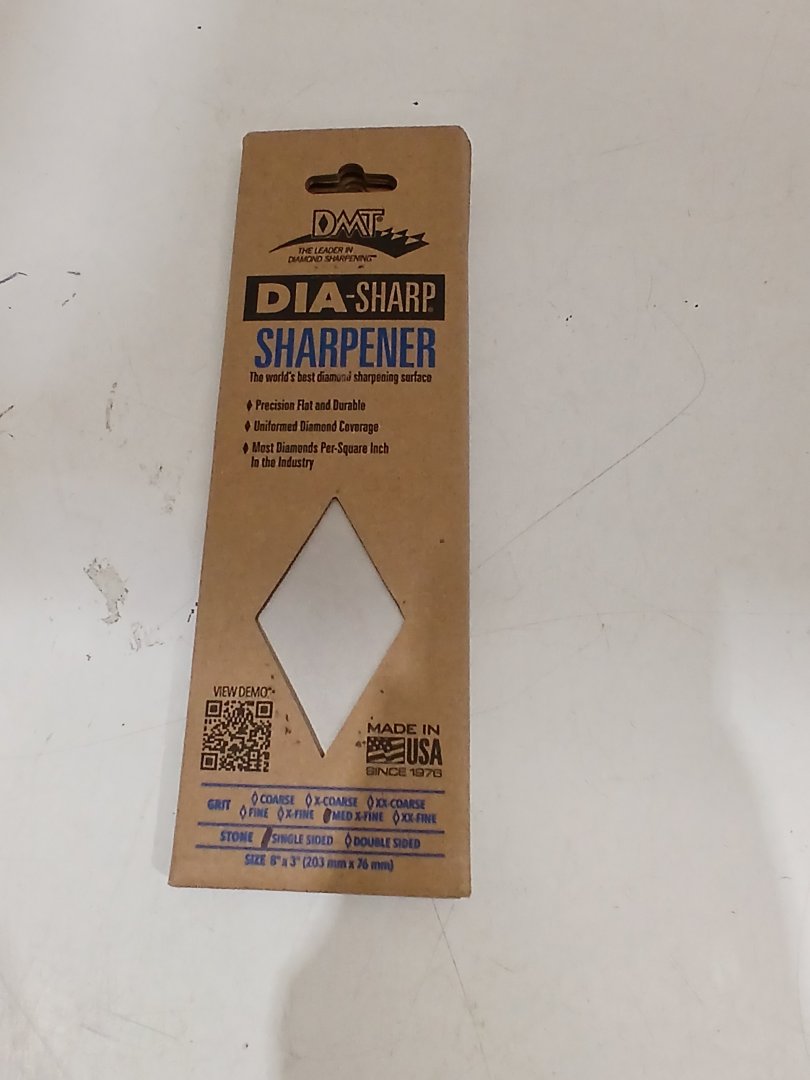 DMT®
THE LEADER IN
DIAMOND SHARPENING™
DIA-SHARP®
SHARPENER
The world's best diamond sharpening surface
Precision Flat and Durable
Uniformed Diamond Coverage
Most Diamonds Per-Square Inch
In the Industry
VIEW DEMO
MADE IN
USA
SINCE 1976
GRIT COARSE X-COARSE XX-COARSE
FINE X-FINE MED X-FINE XX-FINE
STONE SINGLE SIDED DOUBLE SIDED
SIZE 8" x 3" (203 mm x 76 mm)